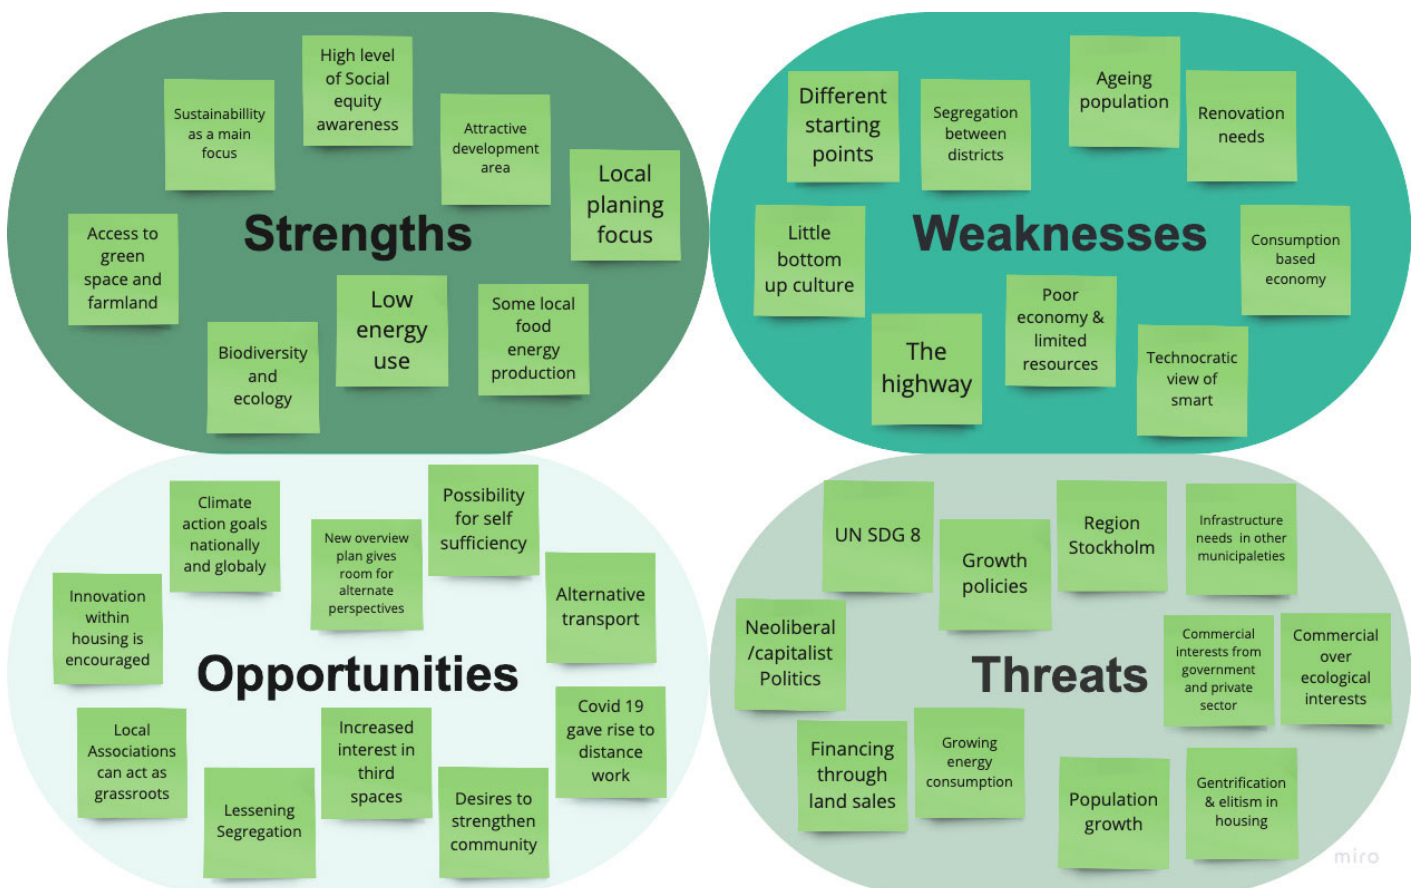 Strengths
High level
of Social
equity
awareness
Sustainabillity
as a main
focus
Attractive
development
area
Local
planing
focus
Access to
green
space and
farmland
Low
energy
use
Some local
food
energy
production
Biodiversity
and
ecology
Weaknesses
Different
starting
points
Segregation
between
districts
Ageing
population
Renovation
needs
Little
bottom
up culture
Consumption
based
economy
Poor
economy &
limited
resources
The
highway
Technocratic
view of
smart
Opportunities
Climate
action goals
nationally
and globaly
New overview
plan gives
room for
alternate
perspectives
Possibility
for self
sufficiency
Alternative
transport
Innovation
within
housing is
encouraged
Local
Associations
can act as
grassroots
Lessening
Segregation
Increased
interest in
third
spaces
Desires to
strengthen
community
Covid 19
gave rise to
distance
work
Threats
UN SDG 8
Growth
policies
Region
Stockholm
Infrastructure
needs in other
municipaleties
Neoliberal
/capitalist
Politics
Commercial
interests from
government
and private
sector
Commercial
over
ecological
interests
Financing
through
land sales
Growing
energy
consumption
Population
growth
Gentrification
& elitism in
housing
miro